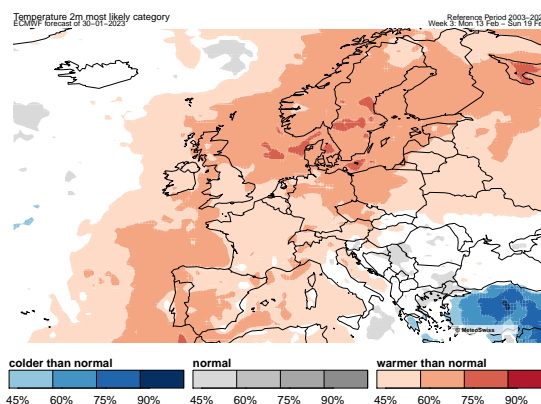 Temperature 2m most likely category
ECMWF forecast of 30-01-2023
Reference Period 2003-202
Week 3: Mon 13 Feb - Sun 19 Fe
© MeteoSwiss
colder than normal
normal
warmer than normal
45% 60% 75% 90%
45% 60% 75% 90%
45% 60% 75% 90%